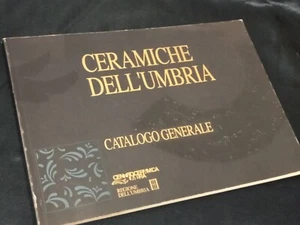 CERAMICHE
DELL'UMBRIA
CATALOGO GENERALE
REGIONE
DELL'UMBRIA